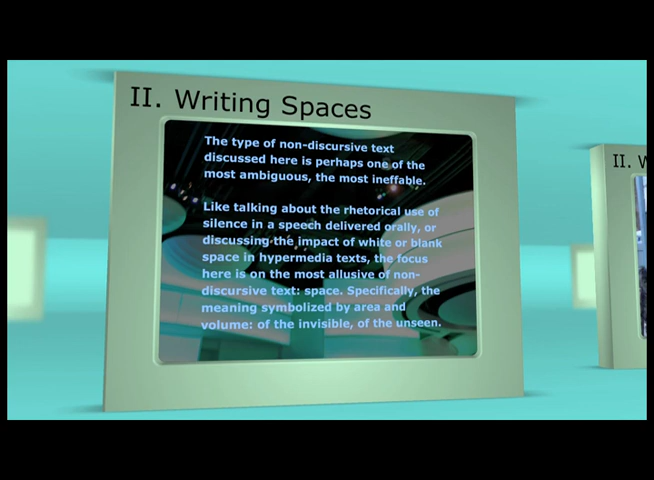 II. Writing Spaces
The type of non-discursive text
discussed here is perhaps one of the
most ambiguous, the most ineffable.
Like talking about the rhetorical use of
silence in a speech delivered orally, or
discussing the impact of white or blank
space in hypermedia texts, the focus
here is on the most allusive of non-
discursive text: space. Specifically, the
meaning symbolized by area and
volume: of the invisible, of the unseen.
II. W